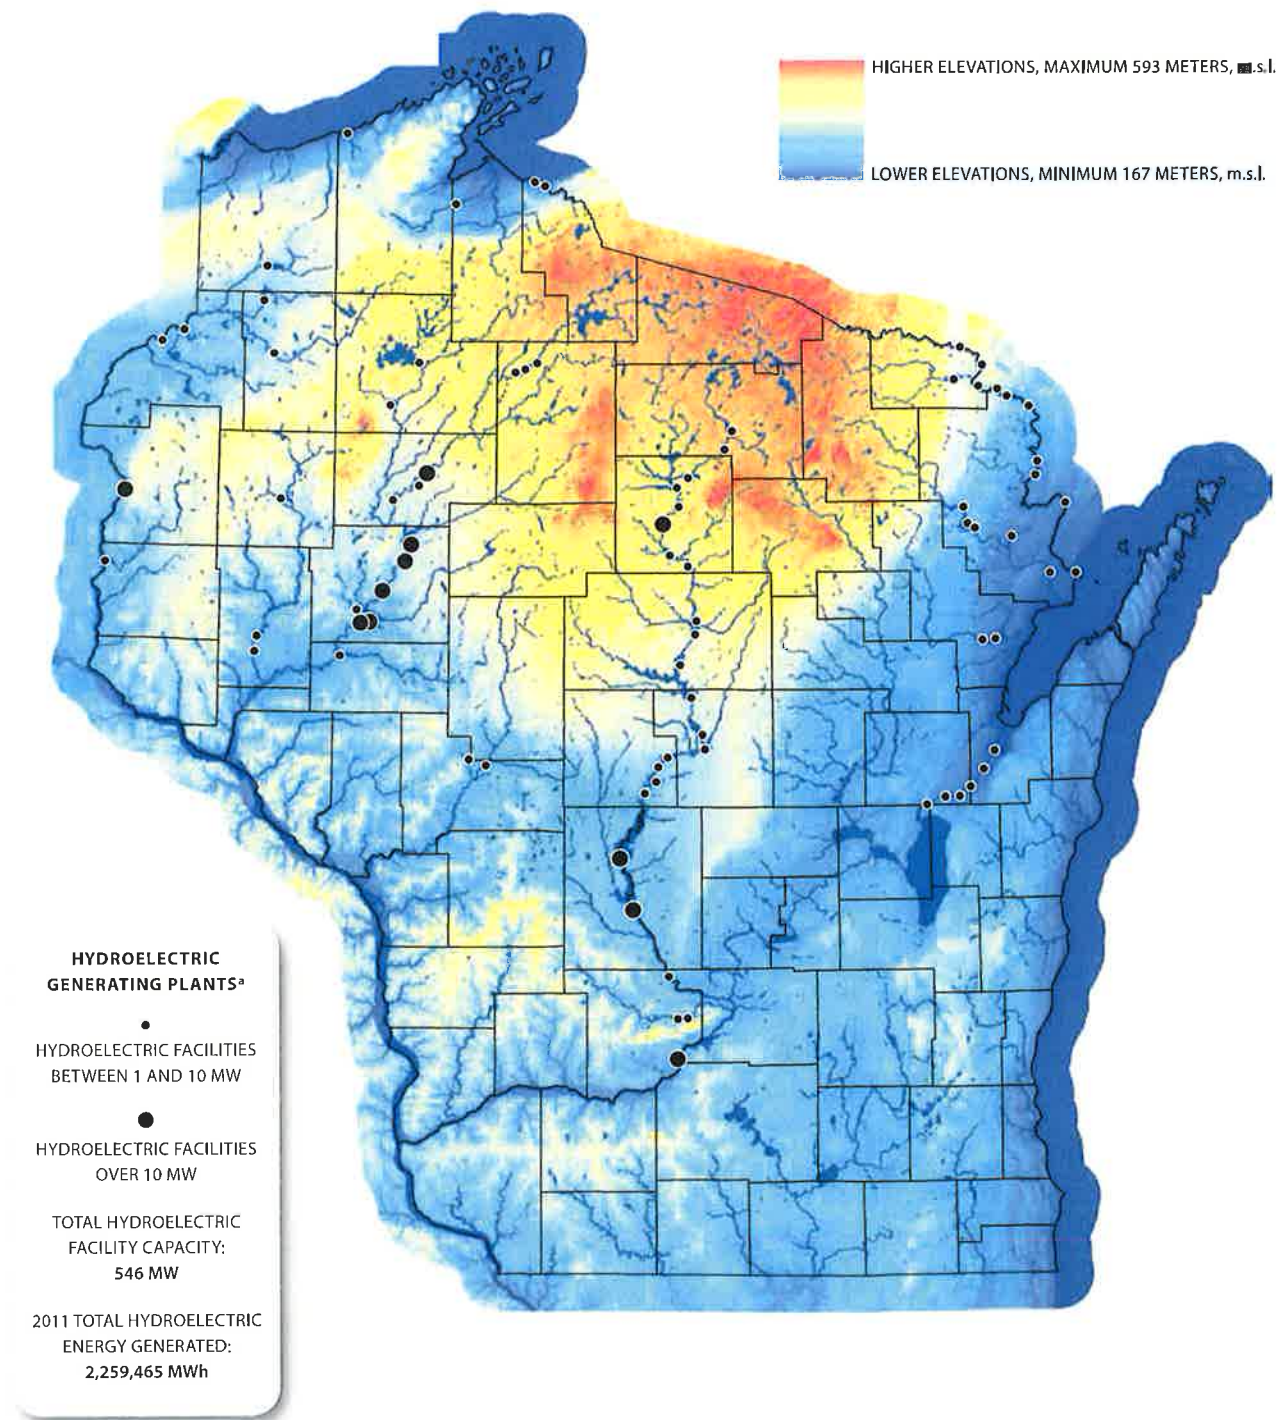 HIGHER ELEVATIONS, MAXIMUM 593 METERS, m.s.l.
LOWER ELEVATIONS, MINIMUM 167 METERS, m.s.l.
HYDROELECTRIC
GENERATING PLANTSª
HYDROELECTRIC FACILITIES
BETWEEN 1 AND 10 MW
HYDROELECTRIC FACILITIES
OVER 10 MW
TOTAL HYDROELECTRIC
FACILITY CAPACITY:
546 MW
2011 TOTAL HYDROELECTRIC
ENERGY GENERATED:
2,259,465 MWh